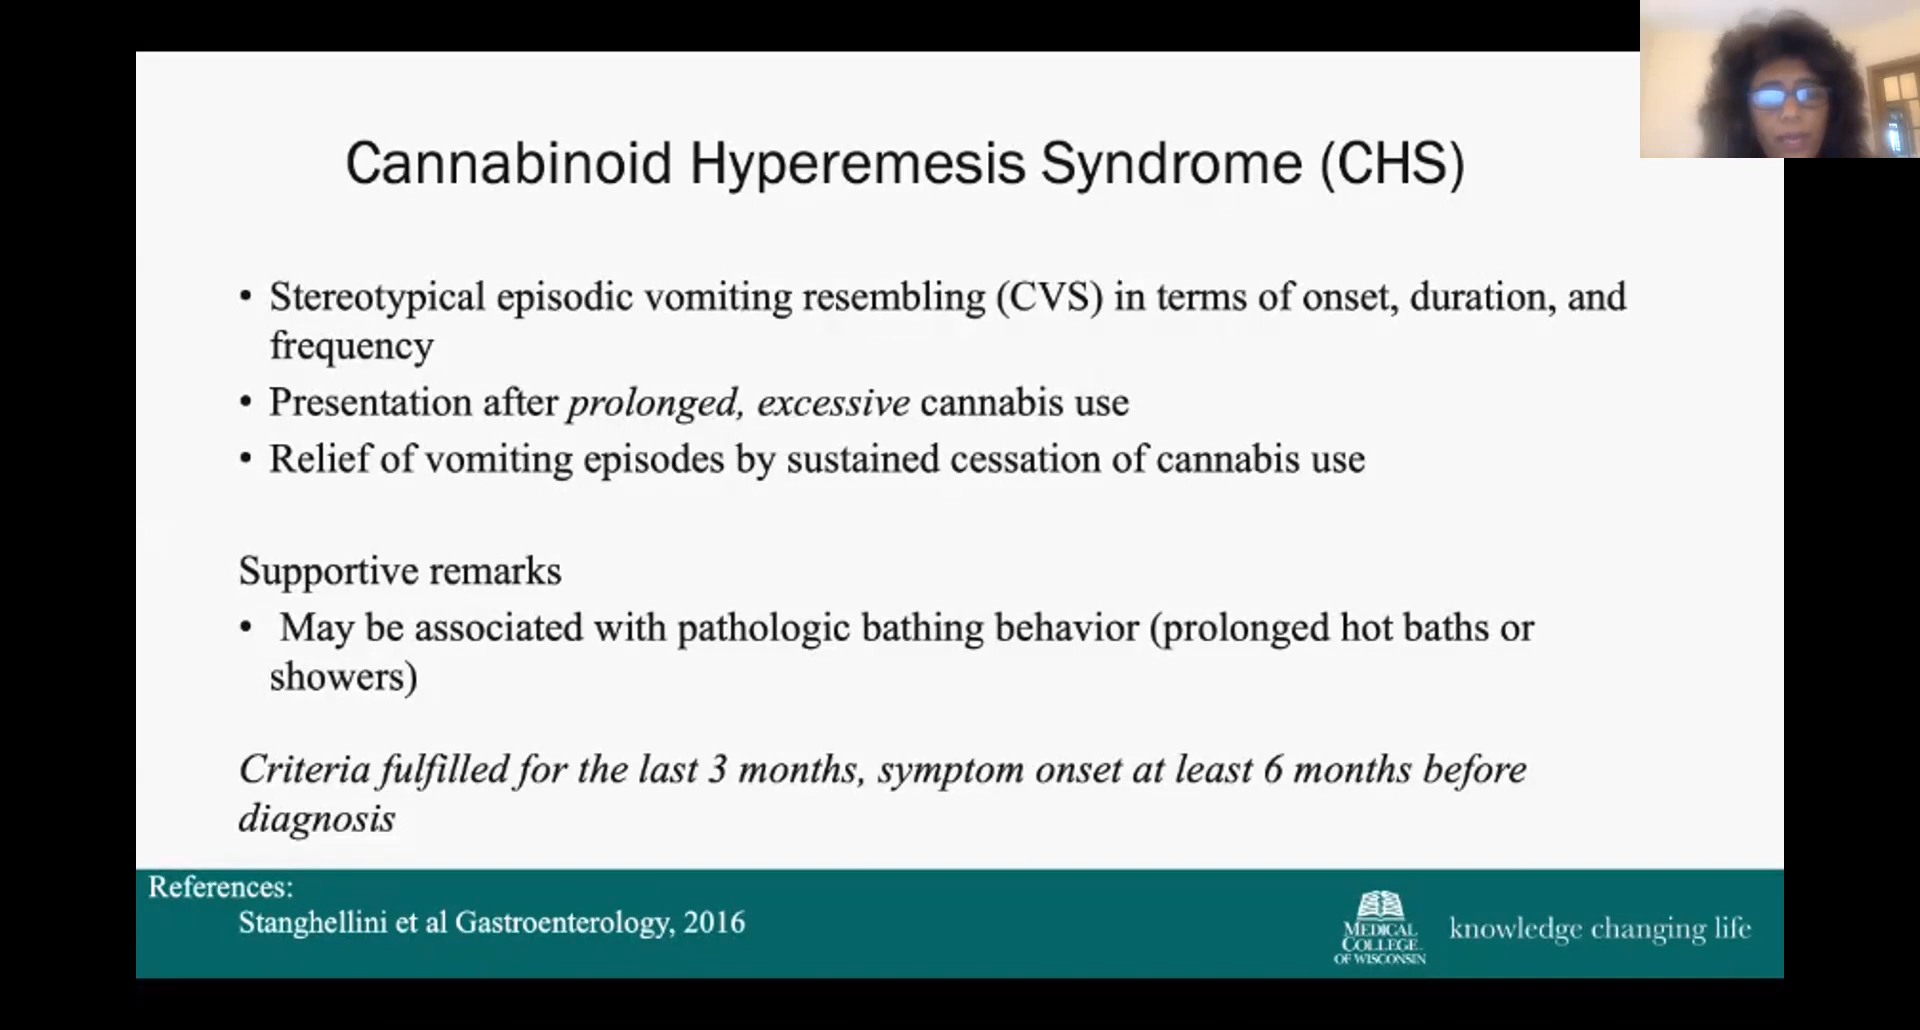 Cannabinoid Hyperemesis Syndrome (CHS)
• Stereotypical episodic vomiting resembling (CVS) in terms of onset, duration, and
frequency
• Presentation after prolonged, excessive cannabis use
• Relief of vomiting episodes by sustained cessation of cannabis use
Supportive remarks
• May be associated with pathologic bathing behavior (prolonged hot baths or
showers)
Criteria fulfilled for the last 3 months, symptom onset at least 6 months before
diagnosis
References:
Stanghellini et al Gastroenterology, 2016
MEDICAL
COLLEGE
OF WISCONSIN
knowledge changing life